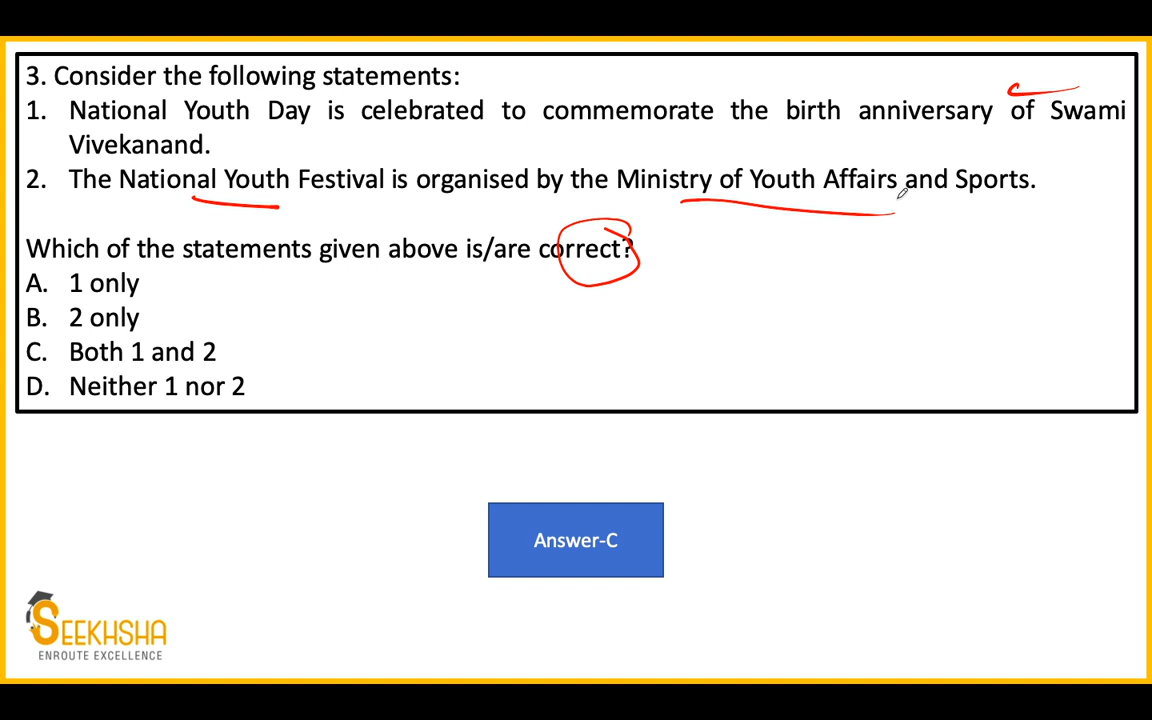 3. Consider the following statements:
1. National Youth Day is celebrated to commemorate the birth anniversary of Swami
Vivekanand.
2. The National Youth Festival is organised by the Ministry of Youth Affairs and Sports.
Which of the statements given above is/are correct?
A. 1 only
B. 2 only
C. Both 1 and 2
D. Neither 1 nor 2
Answer-C
SEEKHSHA
ENROUTE EXCELLENCE